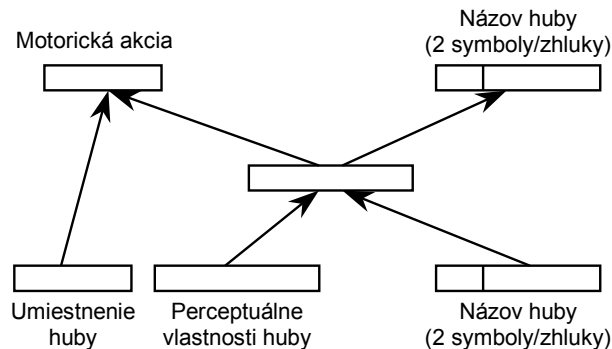 Motorická akcia
Názov huby
(2 symboly/zhluky)
Umiestnenie
huby
Perceptuálne
vlastnosti huby
Názov huby
(2 symboly/zhluky)